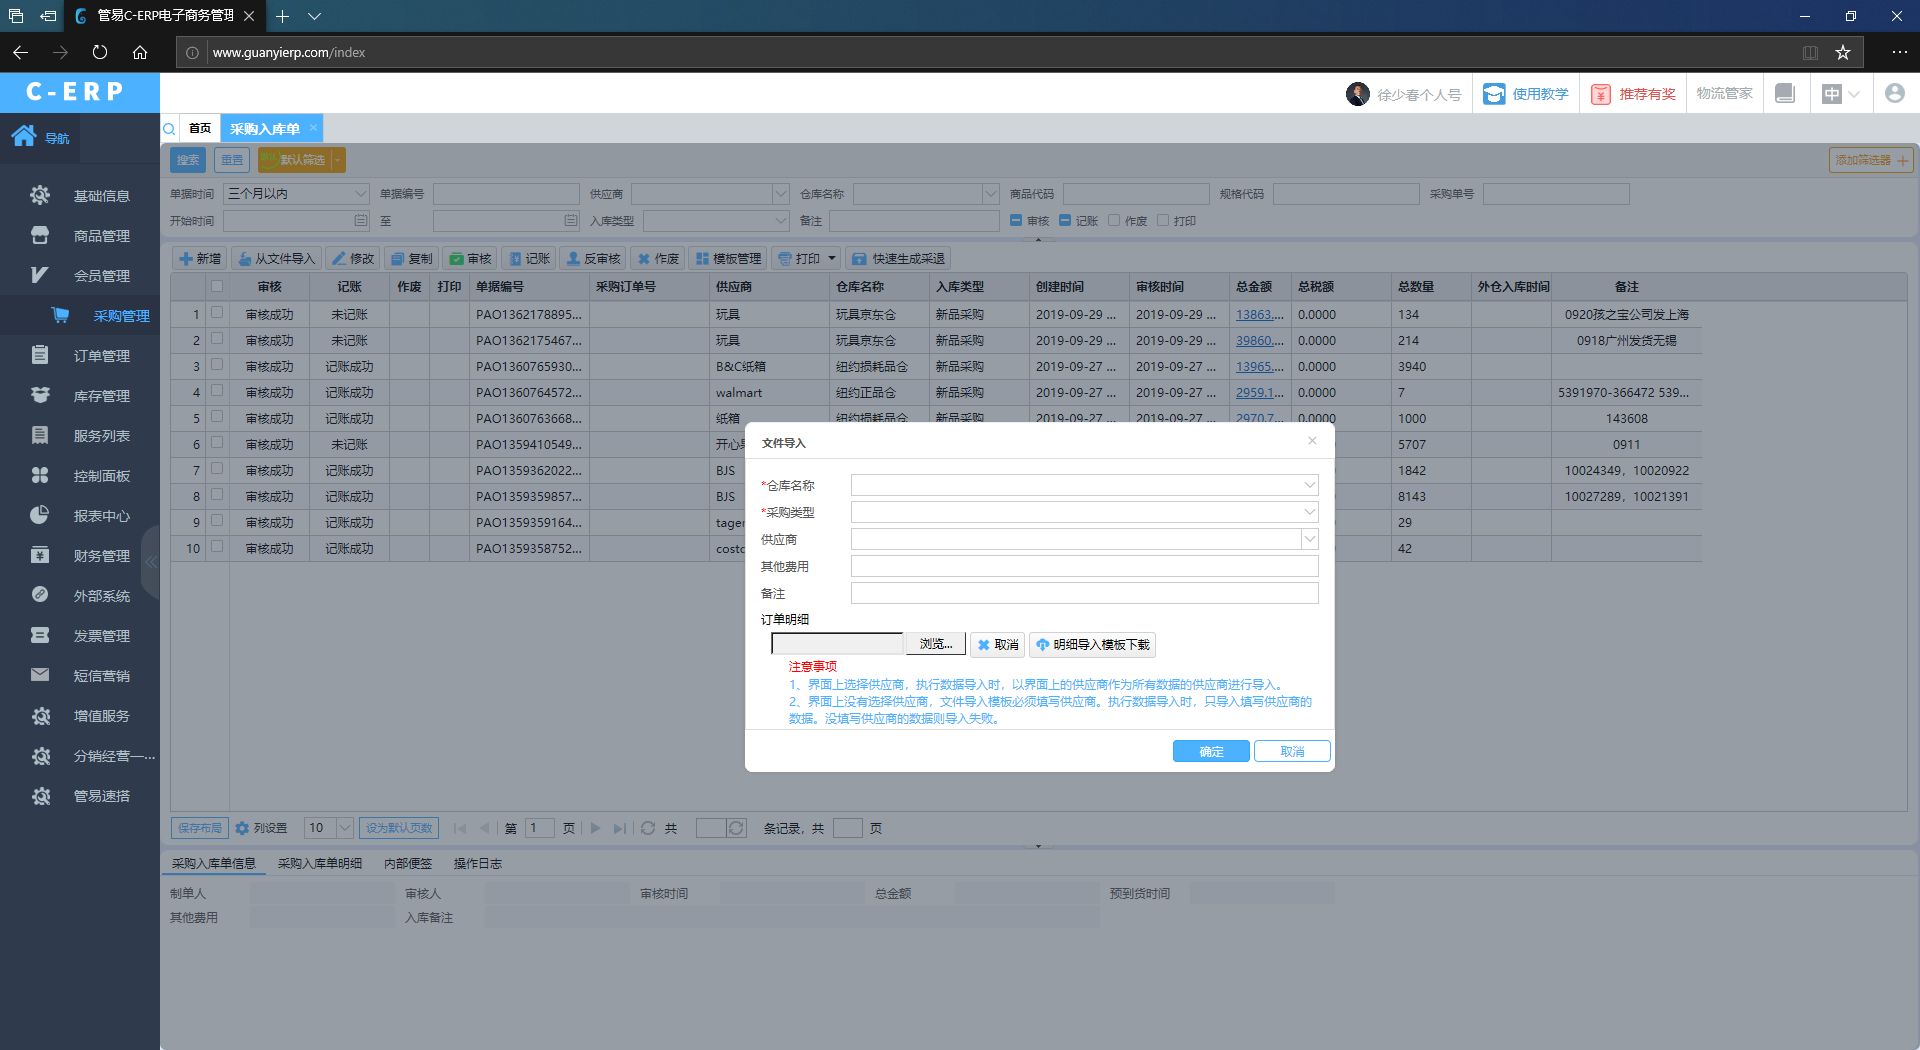 管易C-ERP电子商务管理
www.guanyierp.com/index
C-ERP
徐少春个人号
使用教学
推荐有奖
物流管家
中
导航
首页
采购入库单
基础信息
商品管理
会员管理
采购管理
订单管理
库存管理
服务列表
控制面板
报表中心
财务管理
外部系统
发票管理
短信营销
增值服务
分销经营一...
管易速搭
搜索 重置 默认筛选 添加筛选器
单据时间 三个月以内 单据编号 供应商 仓库名称 商品代码 规格代码 采购单号
开始时间 至 入库类型 备注 审核 记账 作废 打印
新增 从文件导入 修改 复制 审核 记账 反审核 作废 模板管理 打印 快速生成采退
审核 记账 作废 打印 单据编号 采购订单号 供应商 仓库名称 入库类型 创建时间 审核时间 总金额 总税额 总数量 外仓入库时间 备注
1 审核成功 未记账 PAO1362178895... 玩具 玩具京东仓 新品采购 2019-09-29 ... 2019-09-29 ... 13863.... 0.0000 134 0920孩之宝公司发上海
2 审核成功 未记账 PAO1362175467... 玩具 玩具京东仓 新品采购 2019-09-29 ... 2019-09-29 ... 39860.... 0.0000 214 0918广州发货无锡
3 审核成功 记账成功 PAO1360765930... B&C纸箱 纽约损耗品仓 新品采购 2019-09-27 ... 2019-09-27 ... 13965.... 0.0000 3940
4 审核成功 记账成功 PAO1360764572... walmart 纽约正品仓 新品采购 2019-09-27 ... 2019-09-27 ... 2959.1... 0.0000 7 5391970-366472 539...
5 审核成功 记账成功 PAO1360763668... 纸箱 纽约损耗品仓 新品采购 2019-09-27 ... 2019-09-27 ... 2970.7... 0.0000 1000 143608
6 审核成功 未记账 PAO1359410549... 开心 5707 0911
7 审核成功 记账成功 PAO1359362022... BJS 1842 10024349，10020922
8 审核成功 记账成功 PAO1359359857... BJS 8143 10027289，10021391
9 审核成功 记账成功 PAO1359359164... tager 29
10 审核成功 记账成功 PAO1359358752... costc 42
文件导入
*仓库名称
*采购类型
供应商
其他费用
备注
订单明细
浏览... 取消 明细导入模板下载
注意事项
1、界面上选择供应商，执行数据导入时，以界面上的供应商作为所有数据的供应商进行导入。
2、界面上没有选择供应商，文件导入模板必须填写供应商。执行数据导入时，只导入填写供应商的
数据。没填写供应商的数据则导入失败。
确定 取消
保存布局 列设置 10 设为默认页数 第 1 页 共 条记录，共 页
采购入库单信息 采购入库单明细 内部便签 操作日志
制单人 审核人 审核时间 总金额 预到货时间
其他费用 入库备注